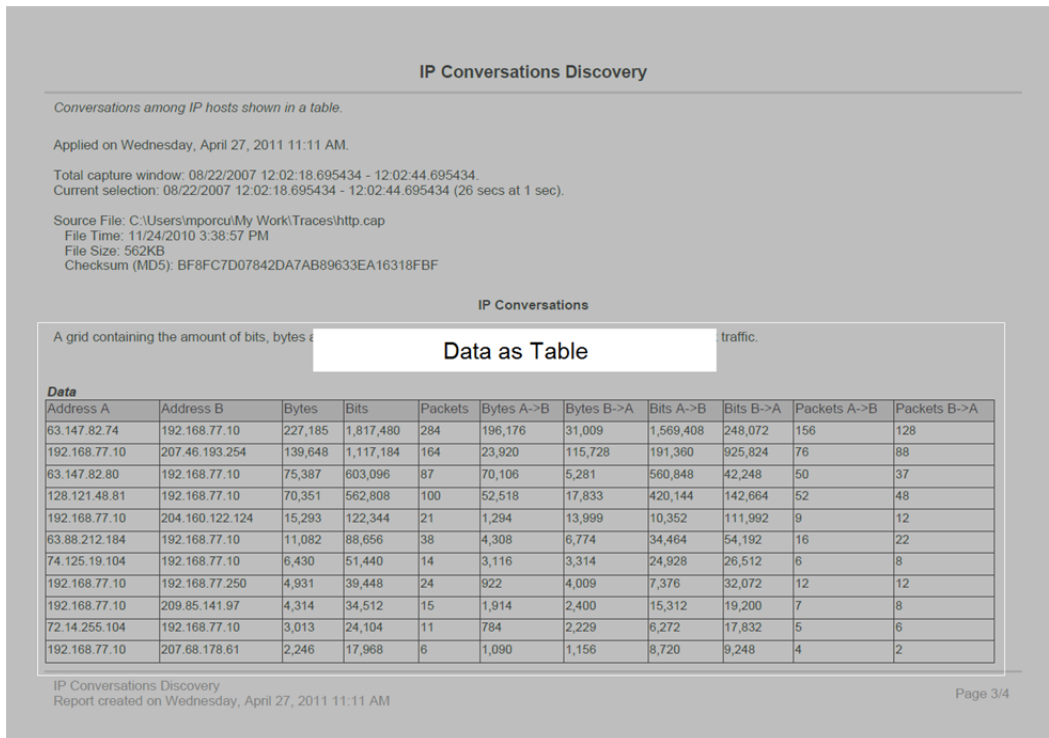 IP Conversations Discovery
Conversations among IP hosts shown in a table.
Applied on Wednesday, April 27, 2011 11:11 AM.
Total capture window: 08/22/2007 12:02:18.695434 - 12:02:44.695434.
Current selection: 08/22/2007 12:02:18.695434 - 12:02:44.695434 (26 secs at 1 sec).
Source File: C:\Users\mporcu\My Work\Traces\http.cap
File Time: 11/24/2010 3:38:57 PM
File Size: 562KB
Checksum (MD5): BF8FC7D07842DA7AB89633EA16318FBF
IP Conversations
A grid containing the amount of bits, bytes traffic.
Data as Table
Data
Address A Address B Bytes Bits Packets Bytes A->B Bytes B->A Bits A->B Bits B->A Packets A->B Packets B->A
63.147.82.74 192.168.77.10 227,185 1,817,480 284 196,176 31,009 1,569,408 248,072 156 128
192.168.77.10 207.46.193.254 139,648 1,117,184 164 23,920 115,728 191,360 925,824 76 88
63.147.82.80 192.168.77.10 75,387 603,096 87 70,106 5,281 560,848 42,248 50 37
128.121.48.81 192.168.77.10 70,351 562,808 100 52,518 17,833 420,144 142,664 52 48
192.168.77.10 204.160.122.124 15,293 122,344 21 1,294 13,999 10,352 111,992 9 12
63.88.212.184 192.168.77.10 11,082 88,656 38 4,308 6,774 34,464 54,192 16 22
74.125.19.104 192.168.77.10 6,430 51,440 14 3,116 3,314 24,928 26,512 6 8
192.168.77.10 192.168.77.250 4,931 39,448 24 922 4,009 7,376 32,072 12 12
192.168.77.10 209.85.141.97 4,314 34,512 15 1,914 2,400 15,312 19,200 7 8
72.14.255.104 192.168.77.10 3,013 24,104 11 784 2,229 6,272 17,832 5 6
192.168.77.10 207.68.178.61 2,246 17,968 6 1,090 1,156 8,720 9,248 4 2
IP Conversations Discovery
Report created on Wednesday, April 27, 2011 11:11 AM
Page 3/4